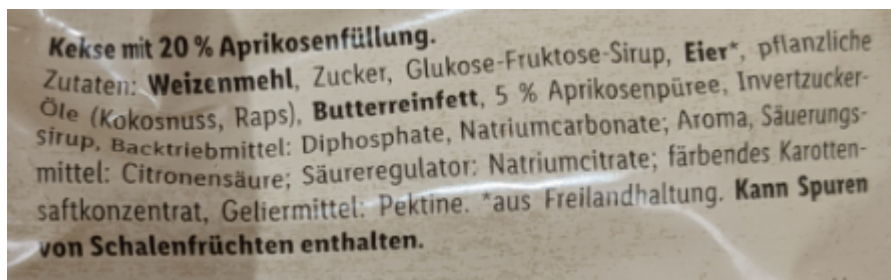 Kekse mit 20 % Aprikosenfüllung.
Zutaten: Weizenmehl, Zucker, Glukose-Fruktose-Sirup, Eier*, pflanzliche
Öle (Kokosnuss, Raps), Butterreinfett, 5 % Aprikosenpüree, Invertzucker-
sirup, Backtriebmittel: Diphosphate, Natriumcarbonate; Aroma, Säuerungs-
mittel: Citronensäure; Säureregulator: Natriumcitrate; färbendes Karotten-
saftkonzentrat, Geliermittel: Pektine. *aus Freilandhaltung. Kann Spuren
von Schalenfrüchten enthalten.